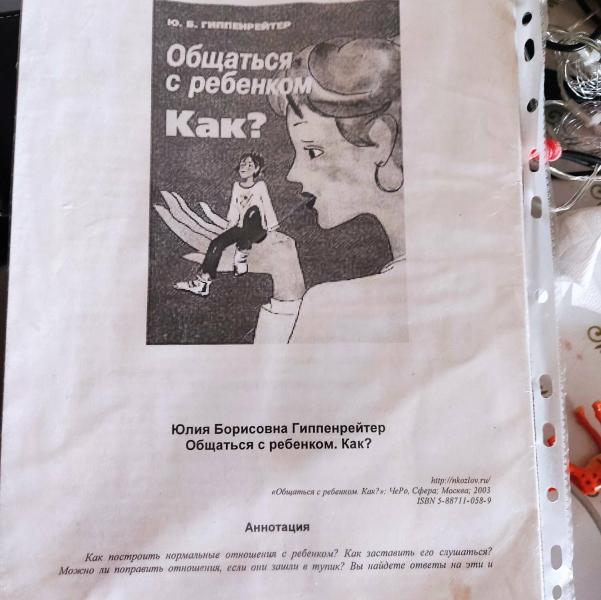 Ю. Б. ГИППЕНРЕЙТЕР
Общаться
с ребенком
Как?
Юлия Борисовна Гиппенрейтер
Общаться с ребенком. Как?
http://nkozlov.ru/
«Общаться с ребенком. Как?»: ЧеРо, Сфера; Москва; 2003
ISBN 5-88711-058-9
Аннотация
Как построить нормальные отношения с ребенком? Как заставить его слушаться?
Можно ли поправить отношения, если они зашли в тупик? Вы найдете ответы на эти и